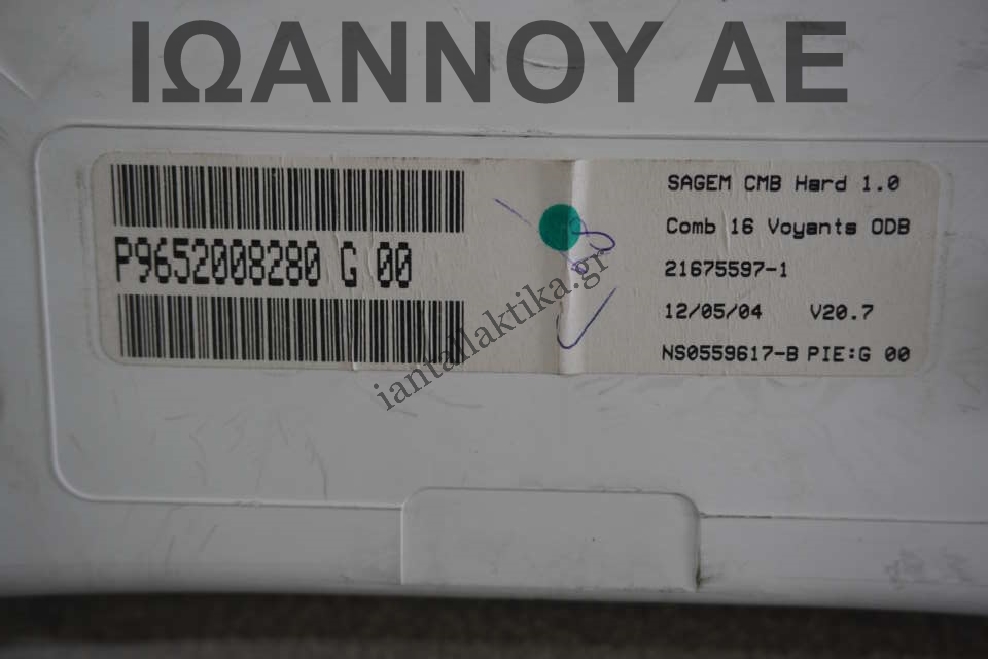 ΙΩΑΝΝΟΥ ΑΕ
P9652008280 G 00
SAGEM CMB Hard 1.0
Comb 16 Voyants ODB
21675597-1
12/05/04 V20.7
NS0559617-B PIE:G 00
iantallaktika.gr